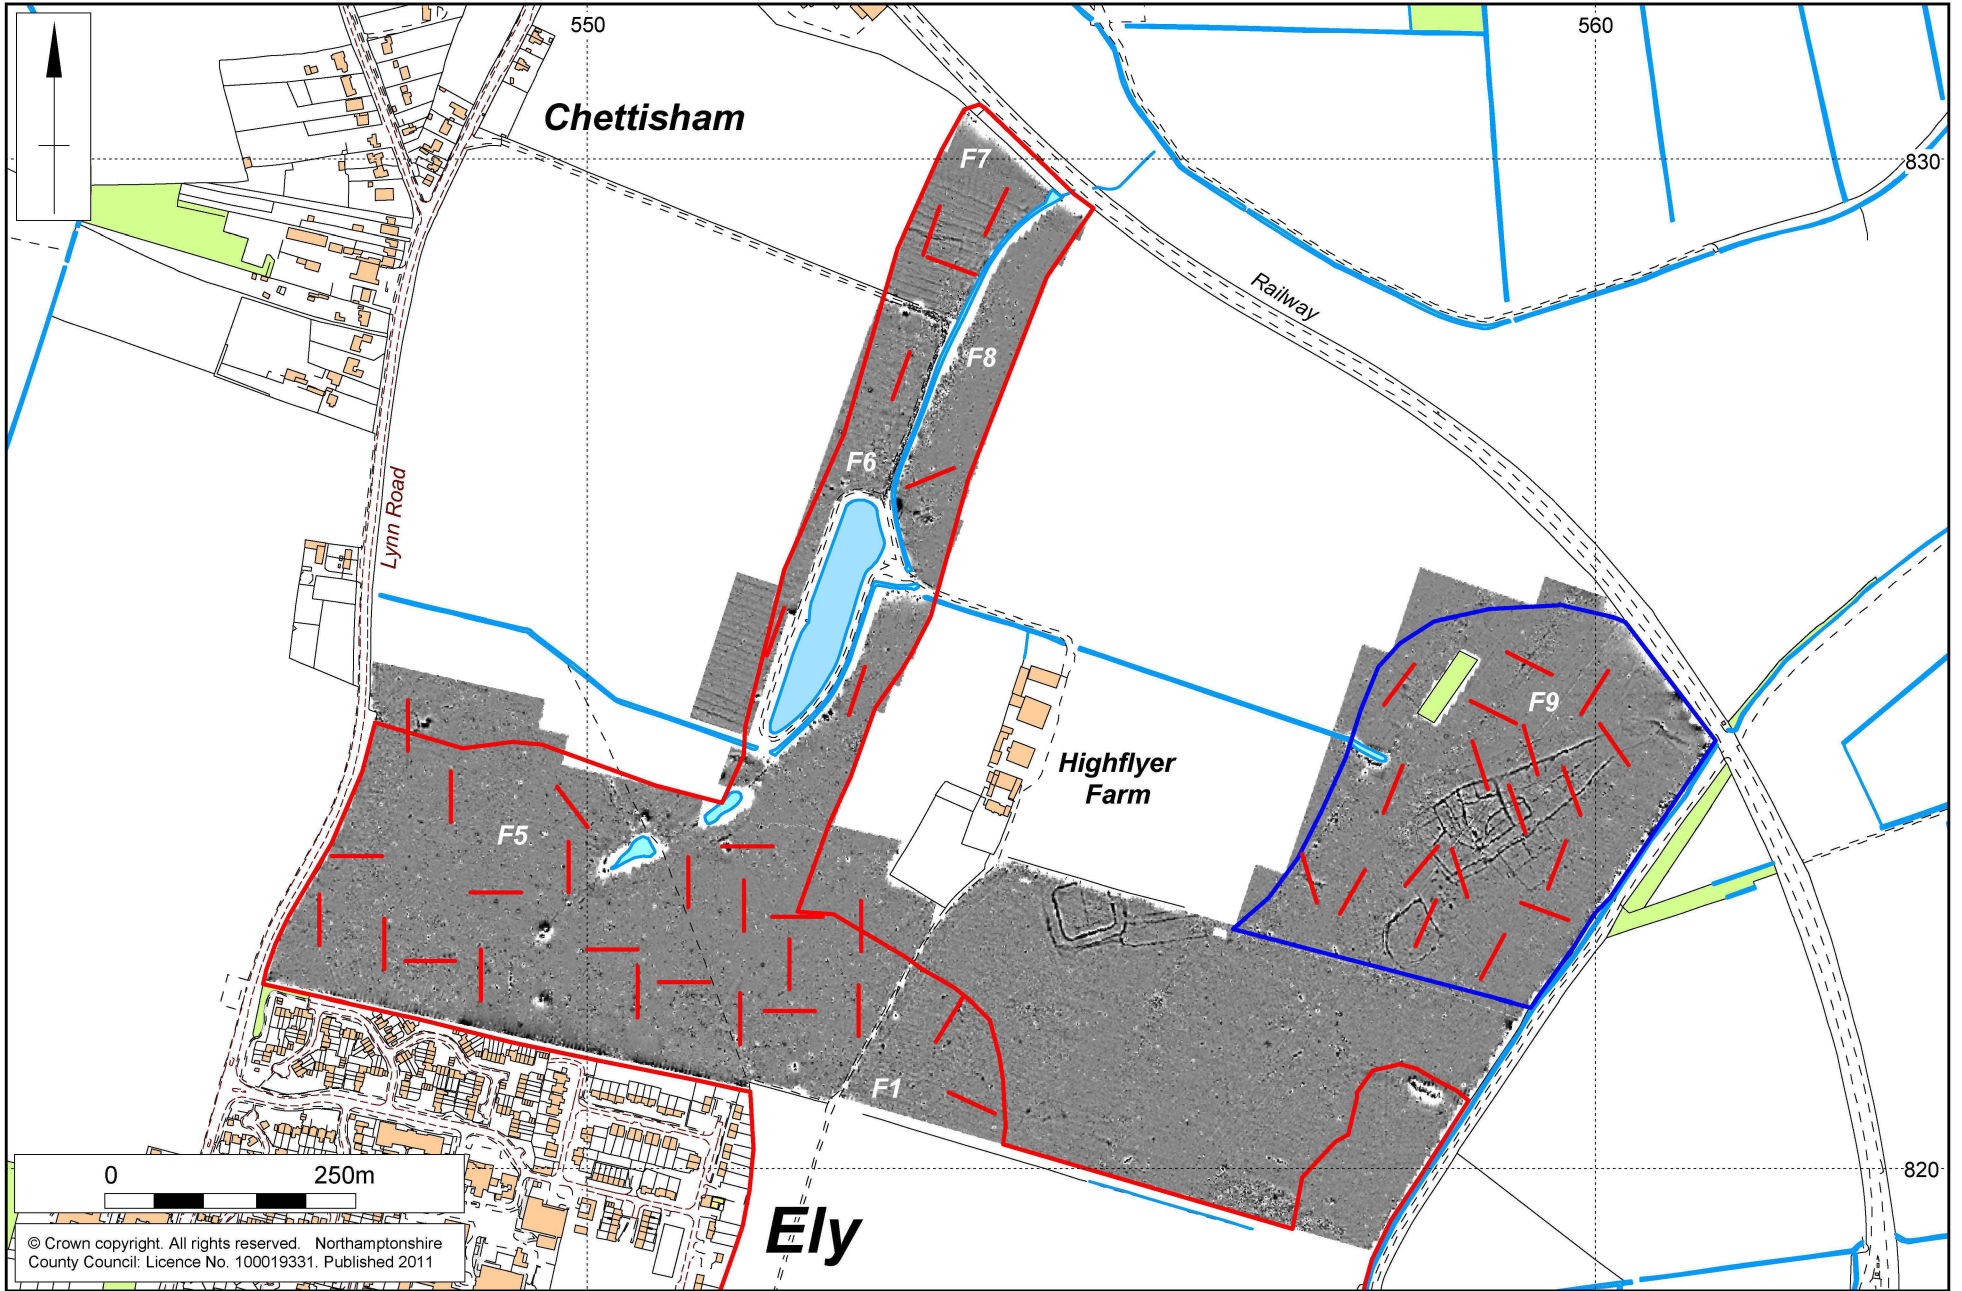 550
560
Chettisham
F7
830
Railway
F8
F6
Lynn Road
F9
Highflyer
Farm
F5
F1
820
0 250m
Ely
© Crown copyright. All rights reserved. Northamptonshire
County Council: Licence No. 100019331. Published 2011